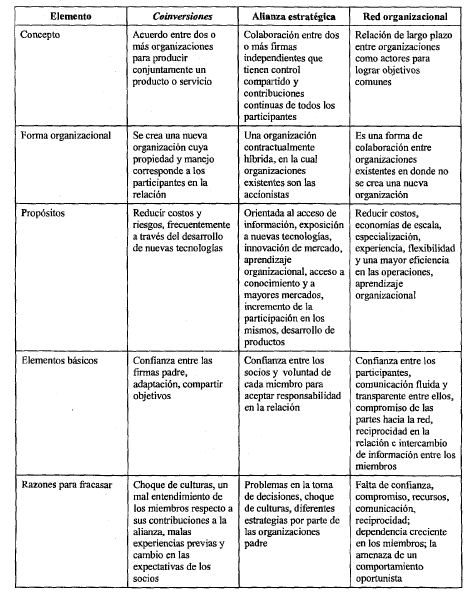 Elemento
Coinversiones
Alianza estratégica
Red organizacional
Concepto
Acuerdo entre dos o
más organizaciones
para producir
conjuntamente un
producto o servicio
Colaboración entre dos
o más firmas
independientes que
tienen control
compartido y
contribuciones
continuas de todos los
participantes
Relación de largo plazo
entre organizaciones
como actores para
lograr objetivos
comunes
Forma organizacional
Se crea una nueva
organización cuya
propiedad y manejo
corresponde a los
participantes en la
relación
Una organización
contractualmente
híbrida, en la cual
organizaciones
existentes son las
accionistas
Es una forma de
colaboración entre
organizaciones
existentes en donde no
se crea una nueva
organización
Propósitos
Reducir costos y
riesgos, frecuentemente
a través del desarrollo
de nuevas tecnologías
Orientada al acceso de
información, exposición
a nuevas tecnologías,
innovación de mercado,
aprendizaje
organizacional, acceso a
conocimiento y a
mayores mercados,
incremento de la
participación en los
mismos, desarrollo de
productos
Reducir costos,
economías de escala,
especialización,
experiencia, flexibilidad
y una mayor eficiencia
en las operaciones,
aprendizaje
organizacional
Elementos básicos
Confianza entre las
firmas padre,
adaptación, compartir
objetivos
Confianza entre los
socios y voluntad de
cada miembro para
aceptar responsabilidad
en la relación
Confianza entre los
participantes,
comunicación fluida y
transparente entre ellos,
compromiso de las
partes hacia la red,
reciprocidad en la
relación e intercambio
de información entre los
miembros
Razones para fracasar
Choque de culturas, un
mal entendimiento de
los miembros respecto a
sus contribuciones a la
alianza, malas
experiencias previas y
cambio en las
expectativas de los
socios
Problemas en la toma
de decisiones, choque
de culturas, diferentes
estrategias por parte de
las organizaciones
padre
Falta de confianza,
compromiso, recursos,
comunicación,
reciprocidad;
dependencia creciente
en los miembros; la
amenaza de un
comportamiento
oportunista